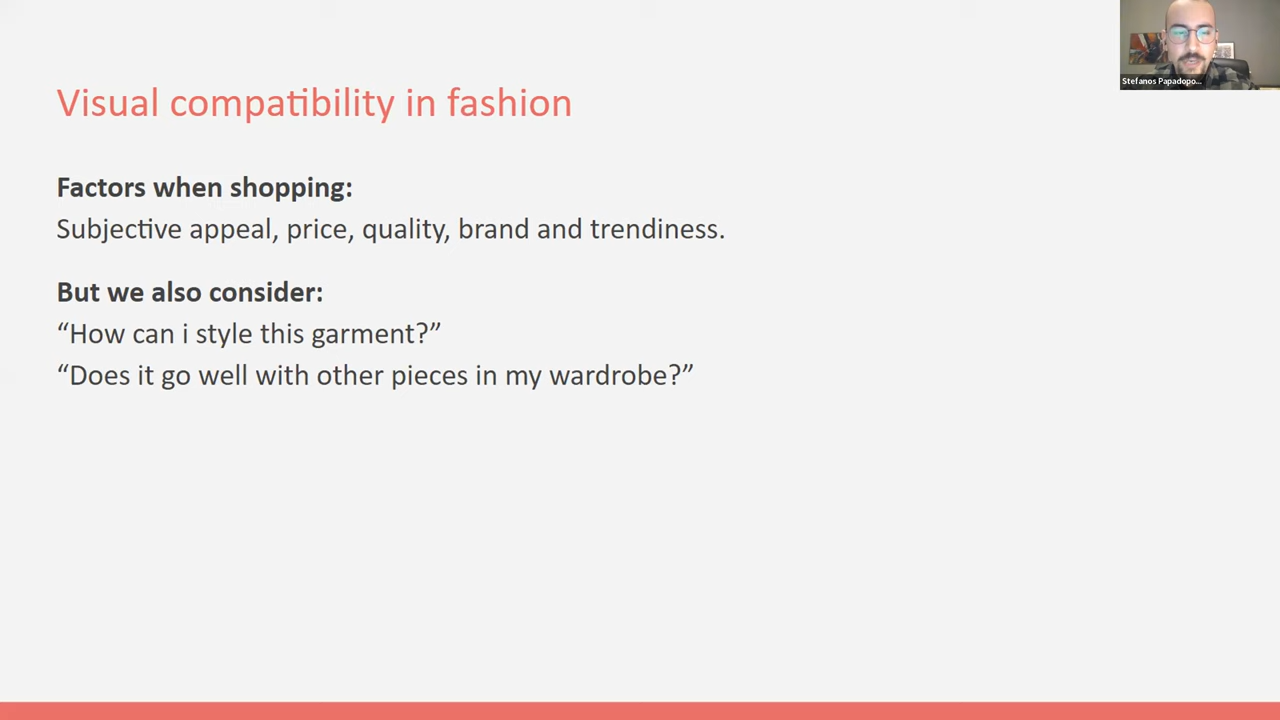 Visual compatibility in fashion
Stefanos Papadopo...
Factors when shopping:
Subjective appeal, price, quality, brand and trendiness.
But we also consider:
“How can i style this garment?”
“Does it go well with other pieces in my wardrobe?”